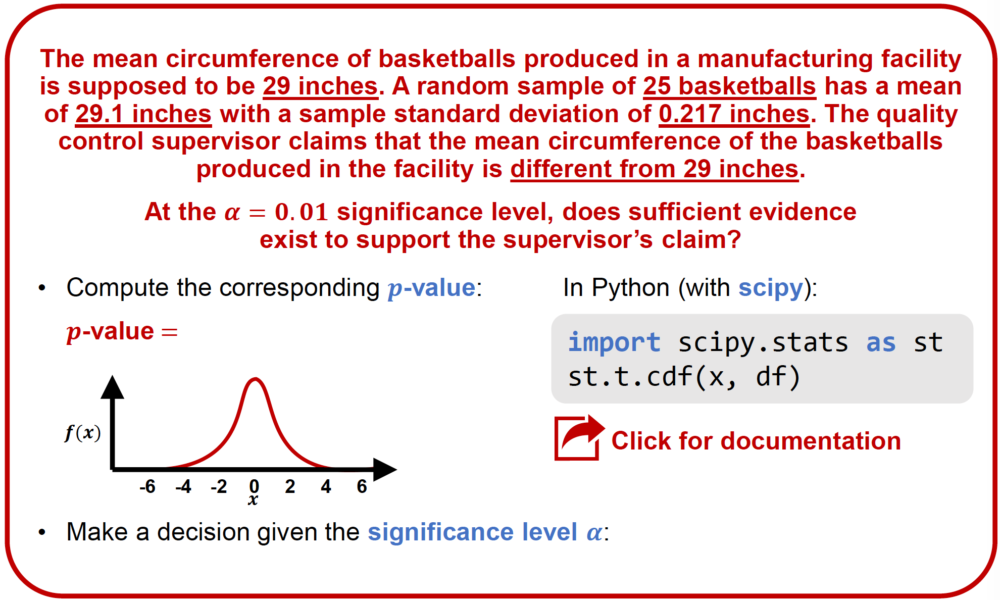 The mean circumference of basketballs produced in a manufacturing facility
is supposed to be 29 inches. A random sample of 25 basketballs has a mean
of 29.1 inches with a sample standard deviation of 0.217 inches. The quality
control supervisor claims that the mean circumference of the basketballs
produced in the facility is different from 29 inches.
At the α = 0.01 significance level, does sufficient evidence
exist to support the supervisor’s claim?
• Compute the corresponding p-value:
p-value =
f(x)
-6 -4 -2 0 2 4 6
x
In Python (with scipy):
import scipy.stats as st
st.t.cdf(x, df)
Click for documentation
• Make a decision given the significance level α: